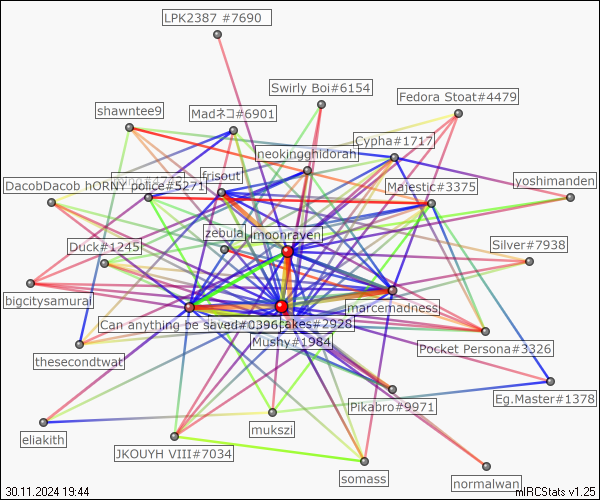 LPK2387 #7690
Swirly Boi#6154
Fedora Stoat#4479
shawntee9
Madネコ#6901
Cypha#1717
neokingghidorah
frisout
DacobDacob hORNY police#5271
Majestic#3375
yoshimanden
zebula
moonraven
Duck#1245
Silver#7938
bigcitysamurai
marcemadness
Can anything be saved#0396
cakes#2928
thesecondtwat
Mushy#1984
Pocket Persona#3326
Pikabro#9971
Eg.Master#1378
mukszi
eliakith
JKOUYH VIII#7034
somass
normalwan
30.11.2024 19:44
mIRCStats v1.25